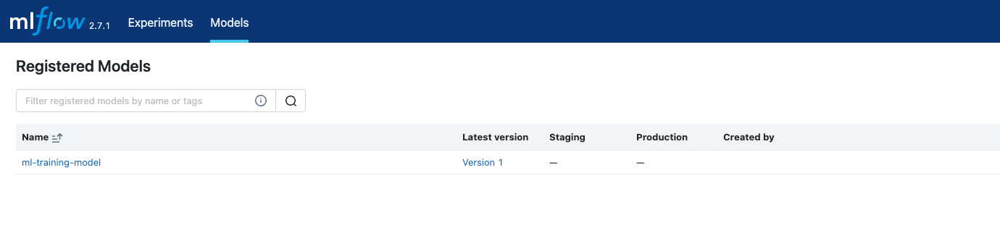 mlflow 2.7.1 Experiments Models
Registered Models
Filter registered models by name or tags
Name Latest version Staging Production Created by
ml-training-model Version 1 — —